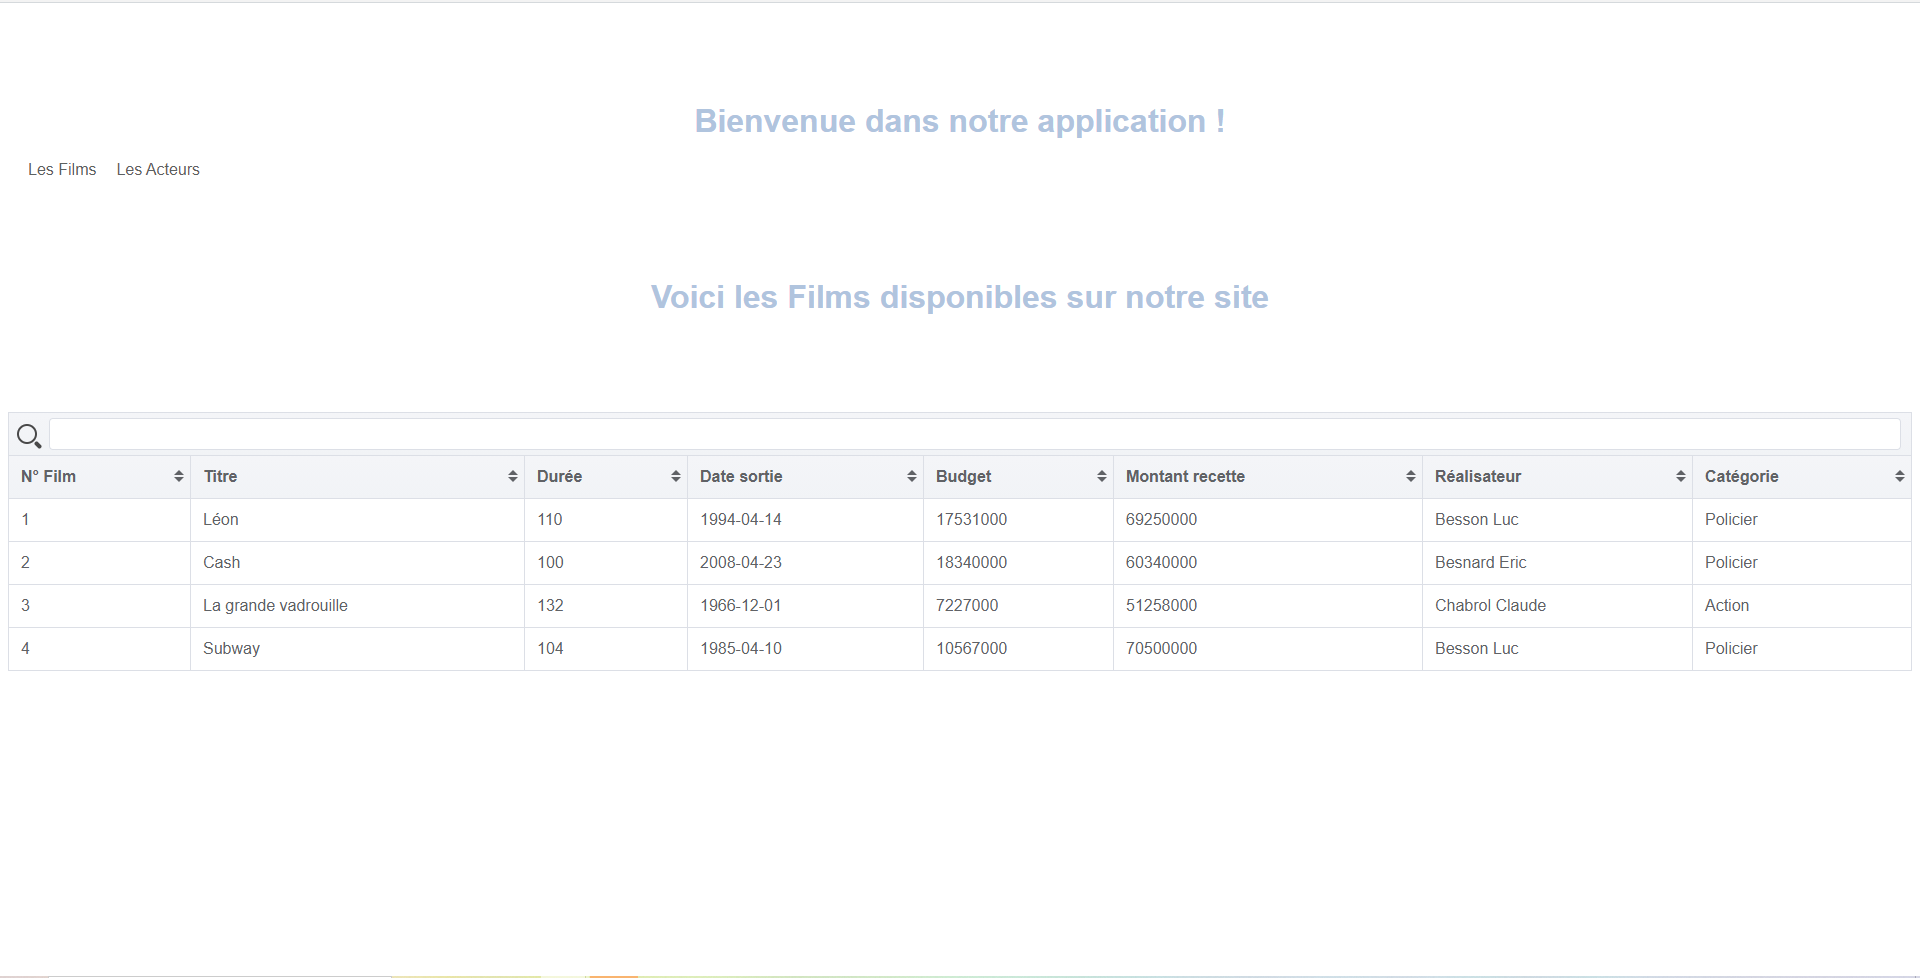 Bienvenue dans notre application !
Les Films Les Acteurs
Voici les Films disponibles sur notre site
N° Film Titre Durée Date sortie Budget Montant recette Réalisateur Catégorie
1 Léon 110 1994-04-14 17531000 69250000 Besson Luc Policier
2 Cash 100 2008-04-23 18340000 60340000 Besnard Eric Policier
3 La grande vadrouille 132 1966-12-01 7227000 51258000 Chabrol Claude Action
4 Subway 104 1985-04-10 10567000 70500000 Besson Luc Policier